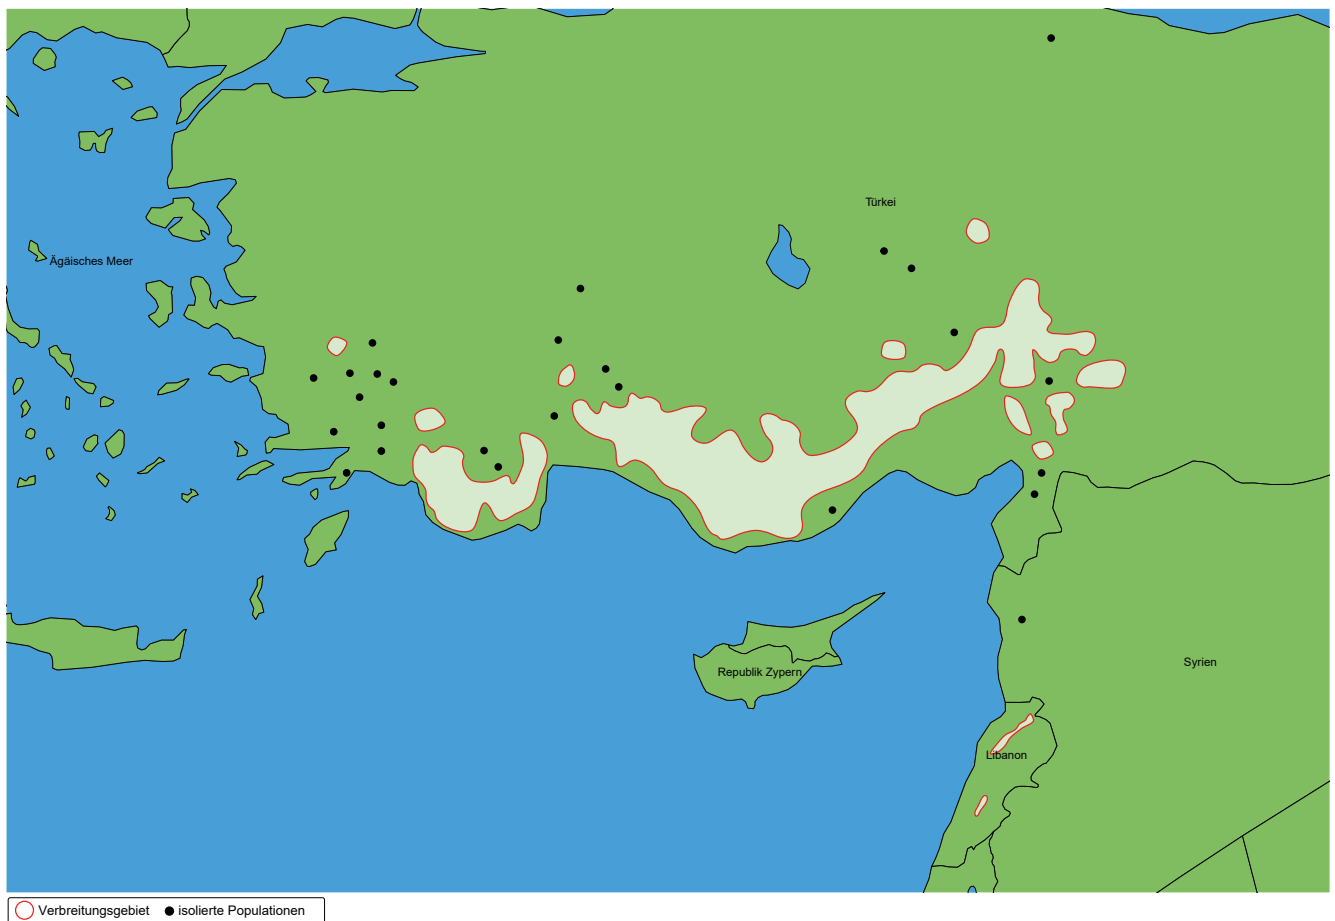 Türkei
Ägäisches Meer
Syrien
Republik Zypern
Libanon
Verbreitungsgebiet
isolierte Populationen